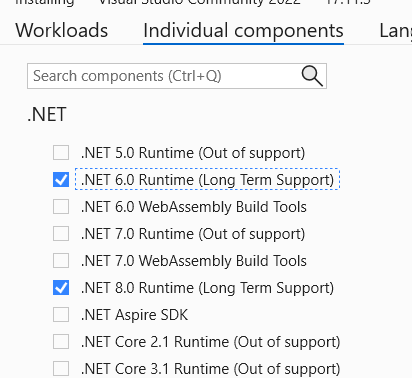 Installing Visual Studio Community 2022 17.11.5
Workloads Individual components
Search components (Ctrl+Q)
.NET
.NET 5.0 Runtime (Out of support)
.NET 6.0 Runtime (Long Term Support)
.NET 6.0 WebAssembly Build Tools
.NET 7.0 Runtime (Out of support)
.NET 7.0 WebAssembly Build Tools
.NET 8.0 Runtime (Long Term Support)
.NET Aspire SDK
.NET Core 2.1 Runtime (Out of support)
.NET Core 3.1 Runtime (Out of support)